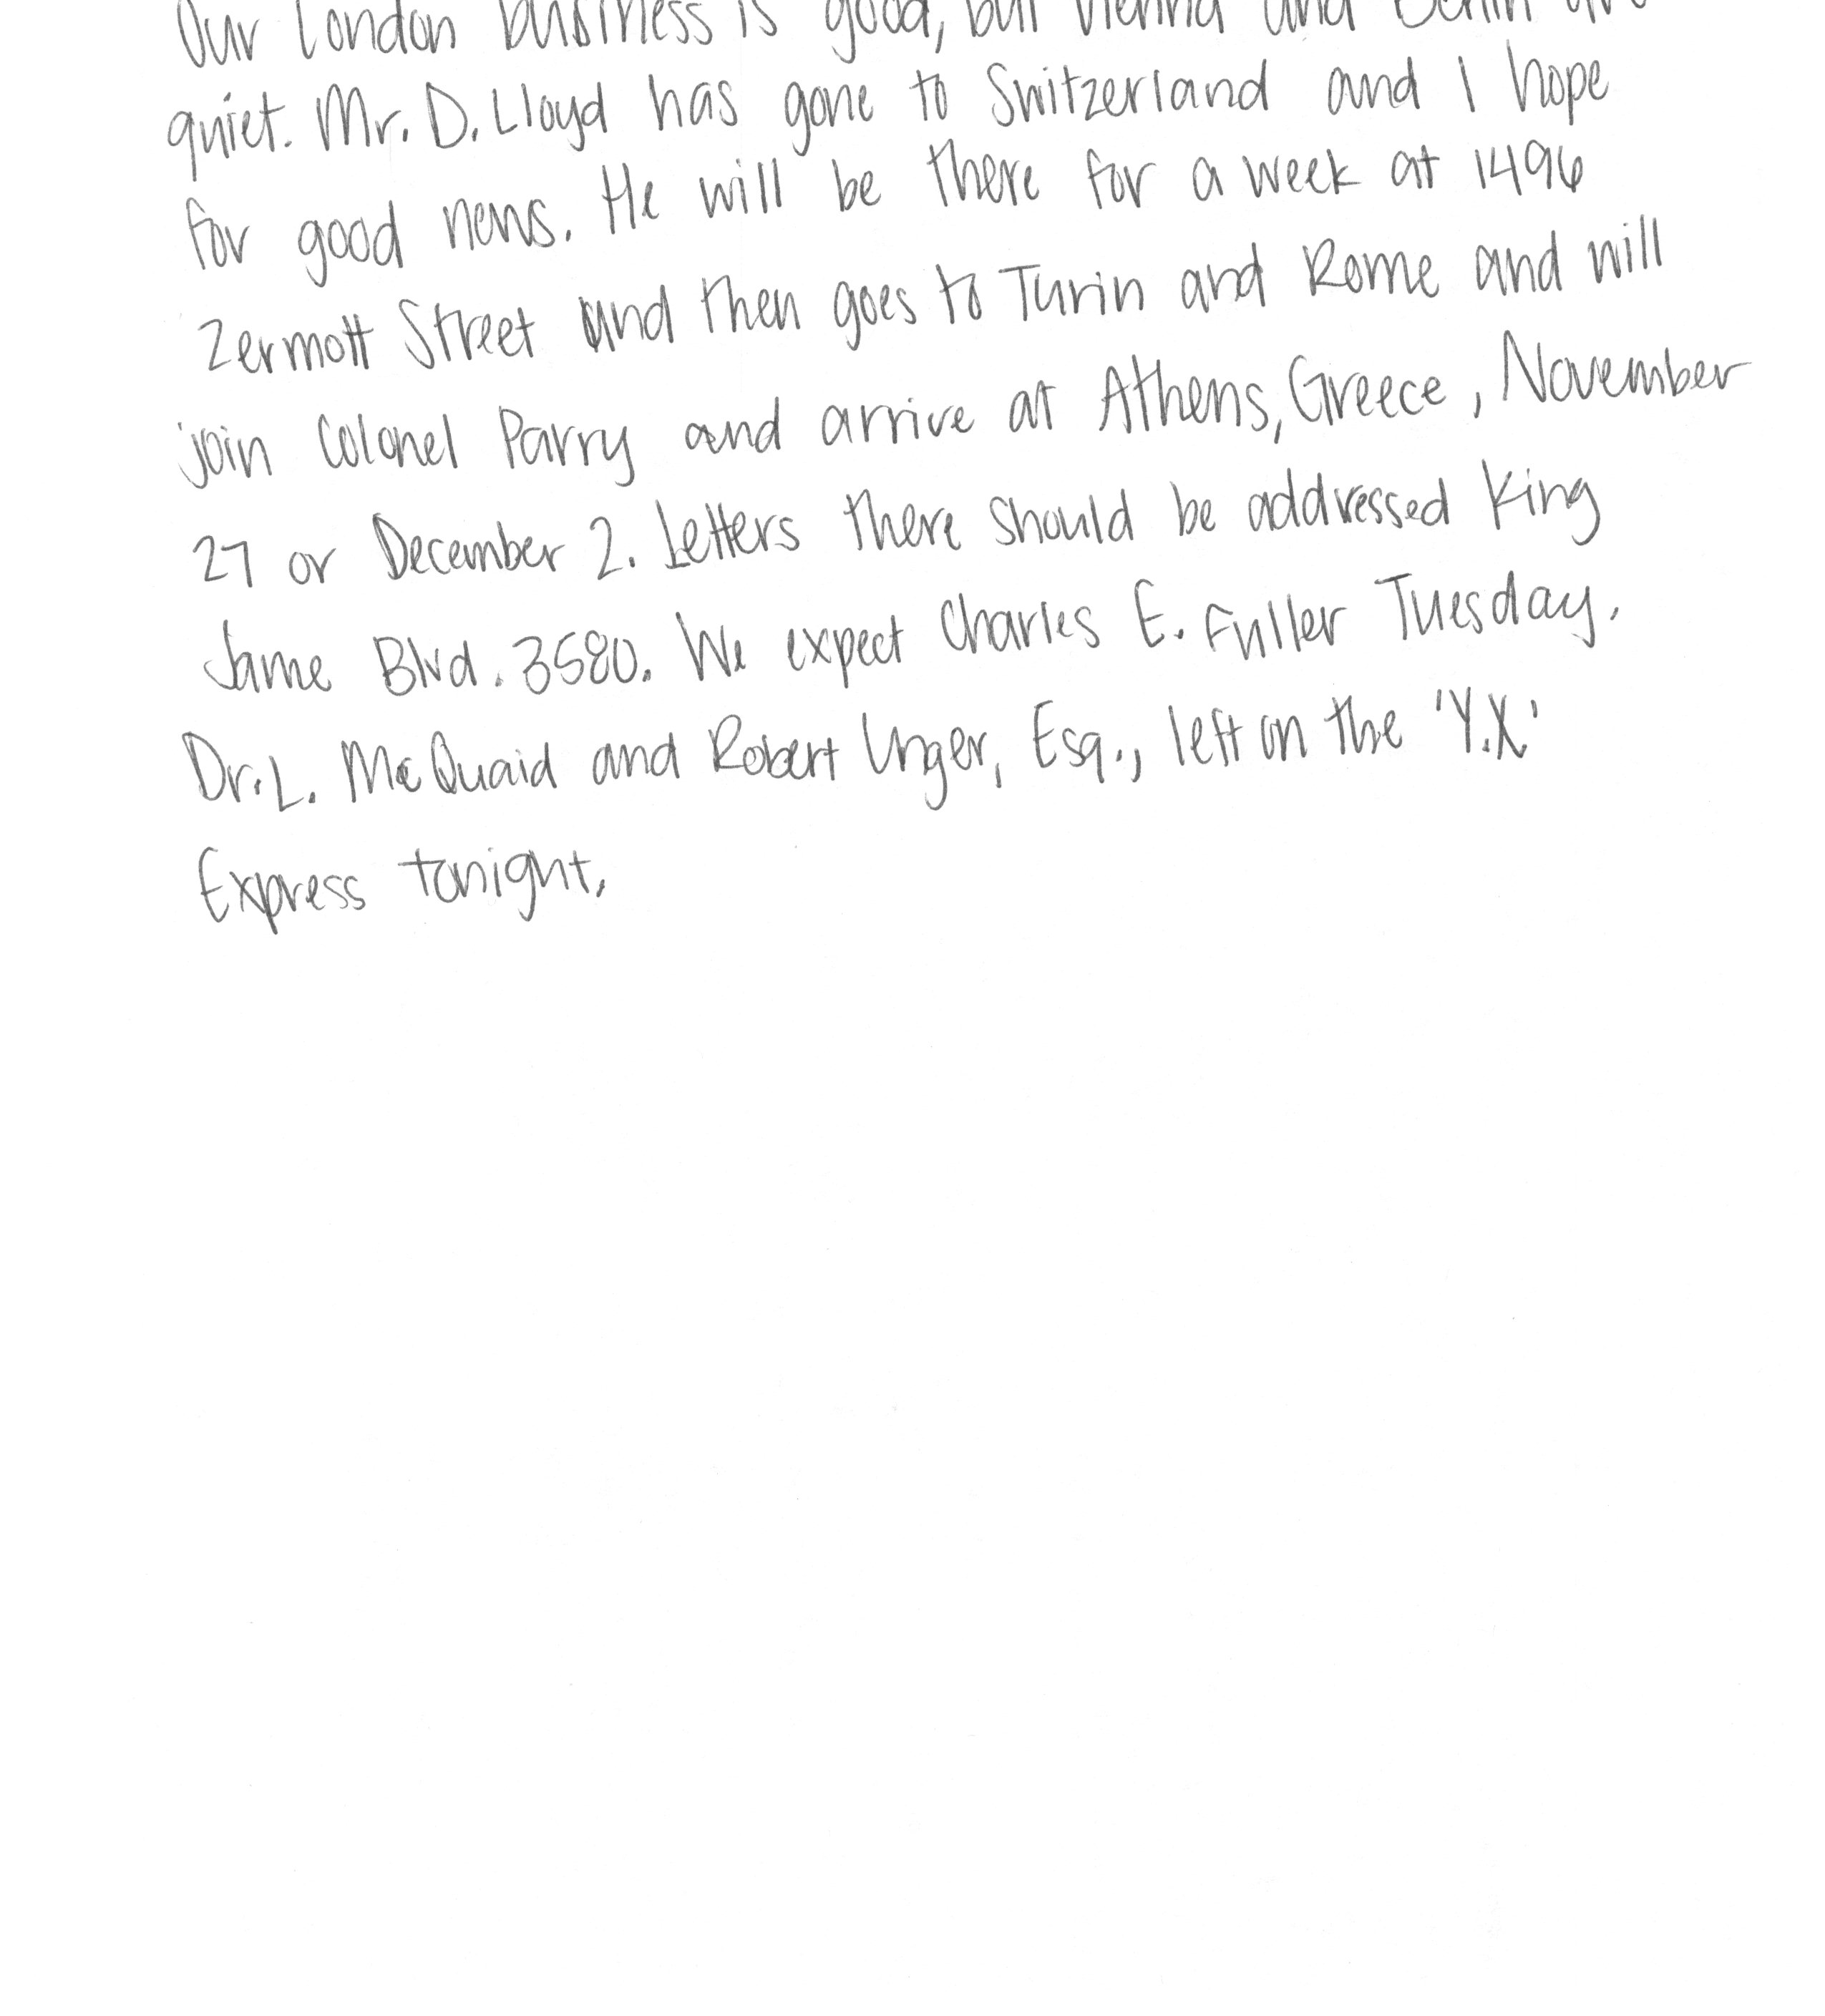 Our London business is good, but Vienna and Berlin are
quiet. Mr. D. Lloyd has gone to Switzerland and I hope
for good news. He will be there for a week at 1496
Zermott Street and then goes to Turin and Rome and will
join Colonel Parry and arrive at Athens, Greece, November
27 or December 2. Letters there should be addressed King
Jame Blvd. 3580. We expect Charles E. Fuller Tuesday.
Dr. L. McQuaid and Robert Unger, Esq., left on the 'Y.X.'
Express tonight.